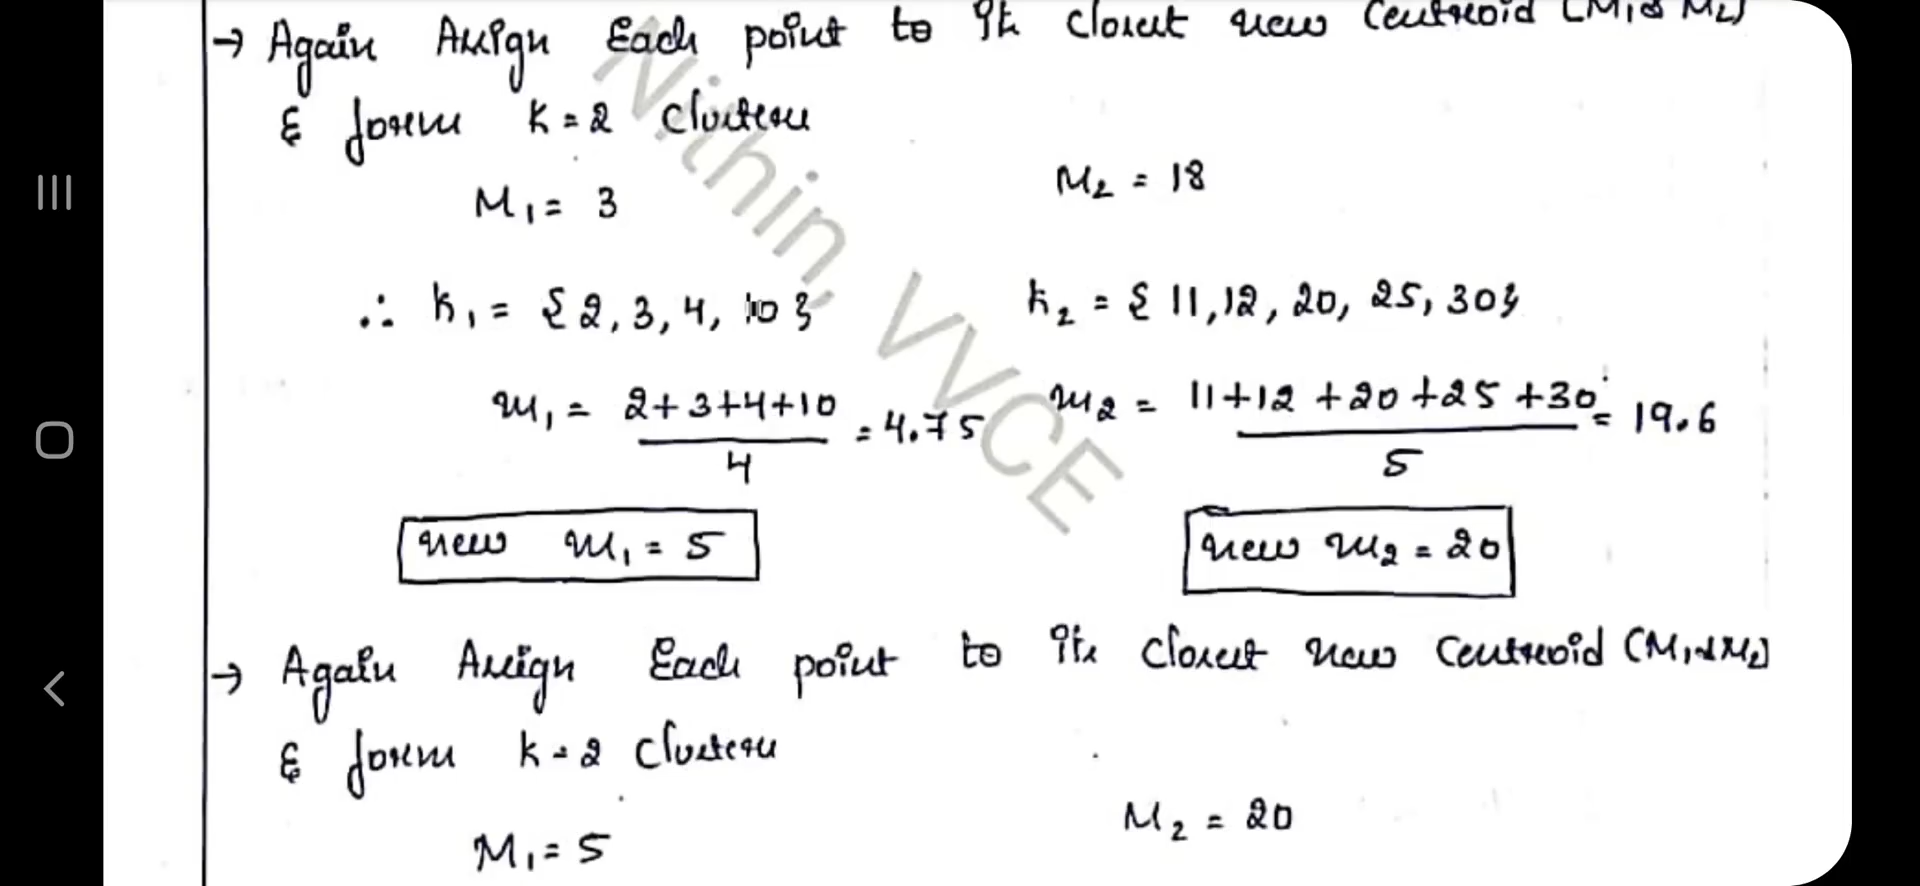 → Again Assign Each point to its closest new Centroid (M1 & M2)
& form K=2 clusters
M1 = 3 M2 = 18
∴ K1 = {2, 3, 4, 10} K2 = {11, 12, 20, 25, 30}
m1 = 2+3+4+10 / 4 = 4.75 m2 = 11+12+20+25+30 / 5 = 19.6
new m1 = 5 new m2 = 20
→ Again Assign Each point to its closest new Centroid (M1 & M2)
& form K=2 clusters
M1 = 5 M2 = 20
Nithin, VVCE